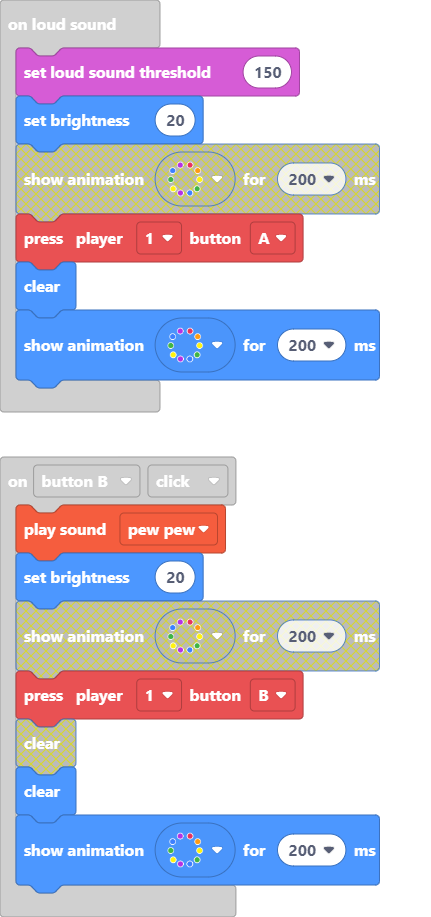 on loud sound
set loud sound threshold 150
set brightness 20
show animation for 200 ms
press player 1 button A
clear
show animation for 200 ms
on button B click
play sound pew pew
set brightness 20
show animation for 200 ms
press player 1 button B
clear
clear
show animation for 200 ms